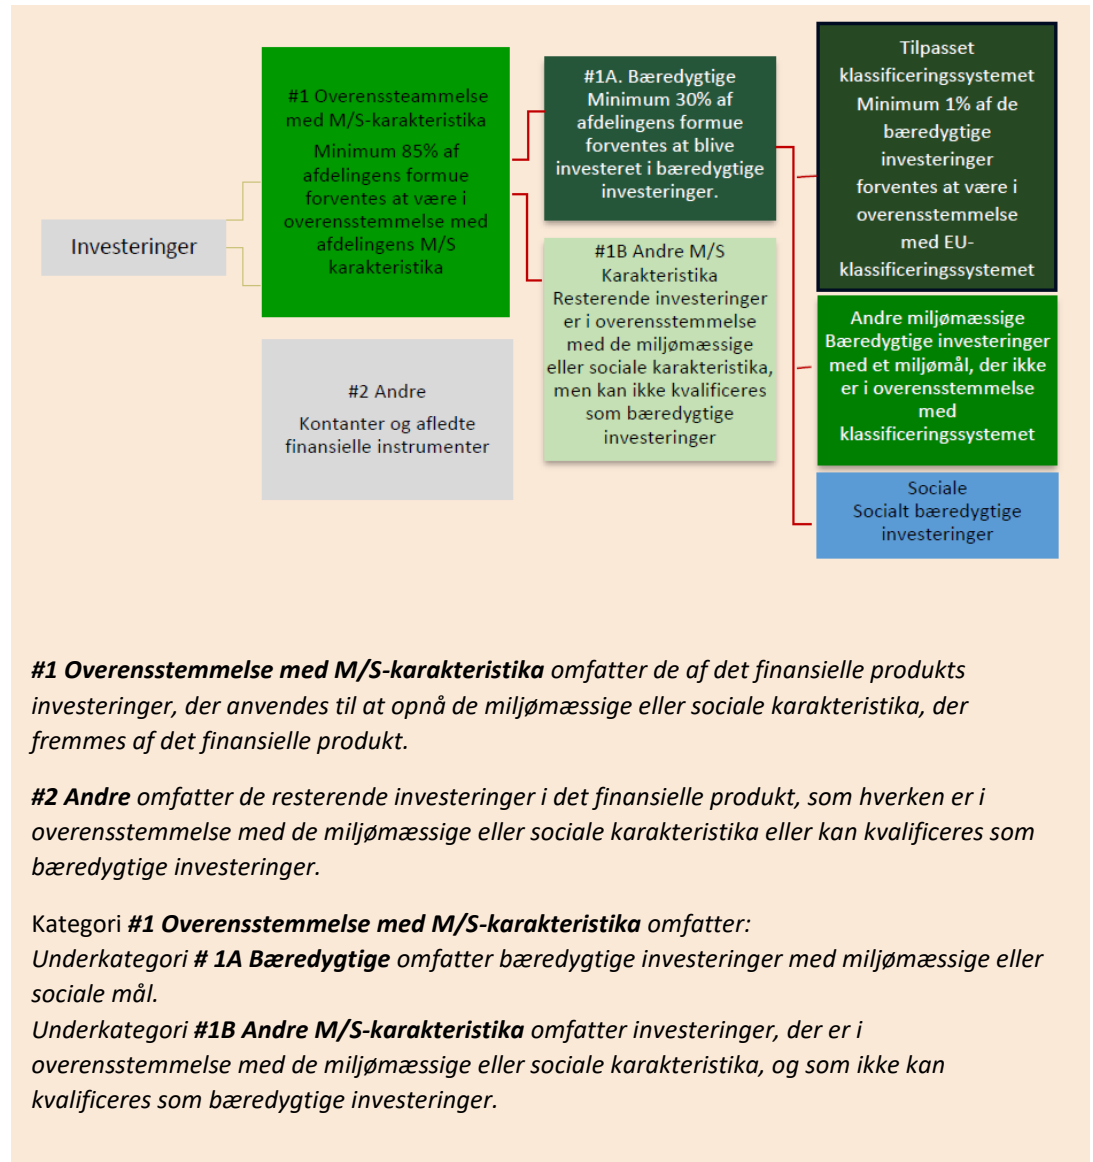 Investeringer
#1 Overenssteammelse
med M/S-karakteristika
Minimum 85% af
afdelingens formue
forventes at være i
overensstemmelse med
afdelingens M/S
karakteristika
#2 Andre
Kontanter og afledte
finansielle instrumenter
#1A. Bæredygtige
Minimum 30% af
afdelingens formue
forventes at blive
investeret i bæredygtige
investeringer.
#1B Andre M/S
Karakteristika
Resterende investeringer
er i overensstemmelse
med de miljømæssige
eller sociale karakteristika,
men kan ikke kvalificeres
som bæredygtige
investeringer
Tilpasset
klassificeringssystemet
Minimum 1% af de
bæredygtige
investeringer
forventes at være i
overensstemmelse
med EU-
klassificeringssystemet
Andre miljømæssige
Bæredygtige investeringer
med et miljømål, der ikke
er i overensstemmelse
med
klassificeringssystemet
Sociale
Socialt bæredygtige
investeringer
#1 Overensstemmelse med M/S-karakteristika omfatter de af det finansielle produkts
investeringer, der anvendes til at opnå de miljømæssige eller sociale karakteristika, der
fremmes af det finansielle produkt.
#2 Andre omfatter de resterende investeringer i det finansielle produkt, som hverken er i
overensstemmelse med de miljømæssige eller sociale karakteristika eller kan kvalificeres som
bæredygtige investeringer.
Kategori #1 Overensstemmelse med M/S-karakteristika omfatter:
Underkategori # 1A Bæredygtige omfatter bæredygtige investeringer med miljømæssige eller
sociale mål.
Underkategori #1B Andre M/S-karakteristika omfatter investeringer, der er i
overensstemmelse med de miljømæssige eller sociale karakteristika, og som ikke kan
kvalificeres som bæredygtige investeringer.